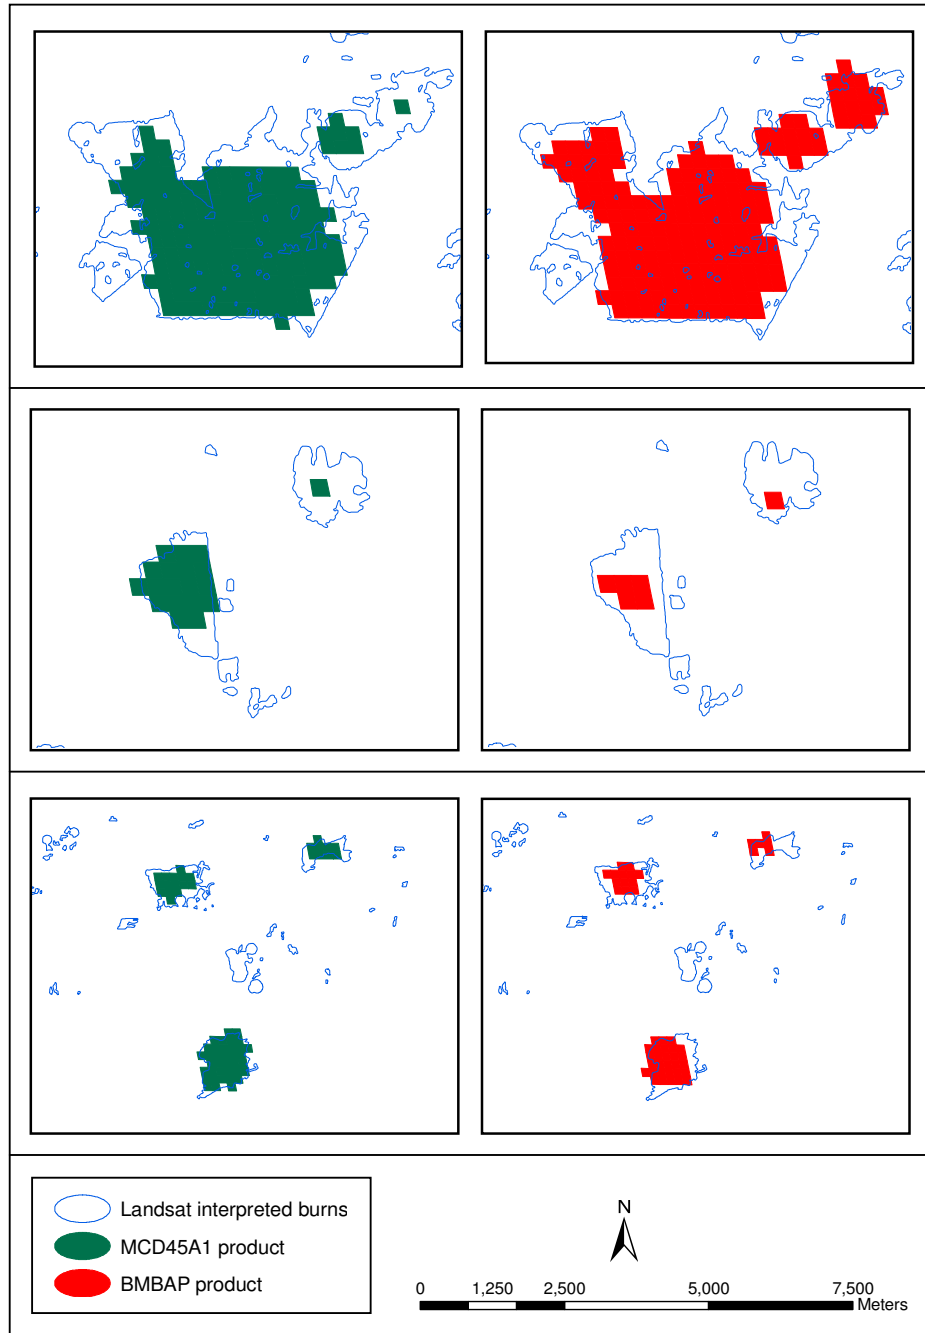 Landsat interpreted burns
MCD45A1 product
BMBAP product
N
0 1,250 2,500 5,000 7,500
Meters